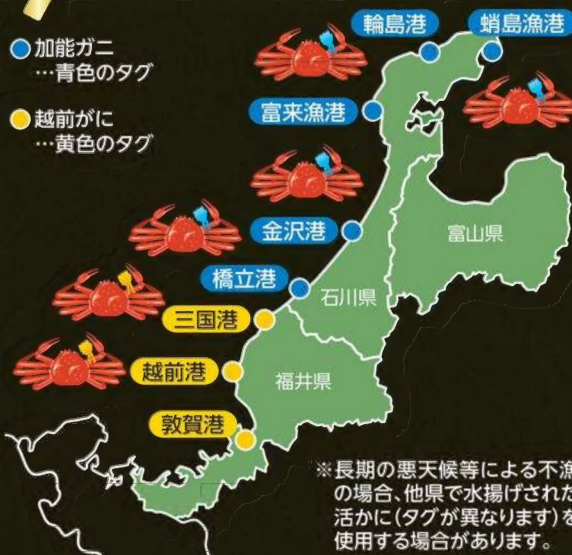 加能ガニ
…青色のタグ
越前がに
…黄色のタグ
輪島港
蛸島漁港
富来漁港
金沢港
富山県
橋立港
石川県
三国港
越前港
福井県
敦賀港
※長期の悪天候等による不漁
の場合、他県で水揚げされた
活かに(タグが異なります)を
使用する場合があります。